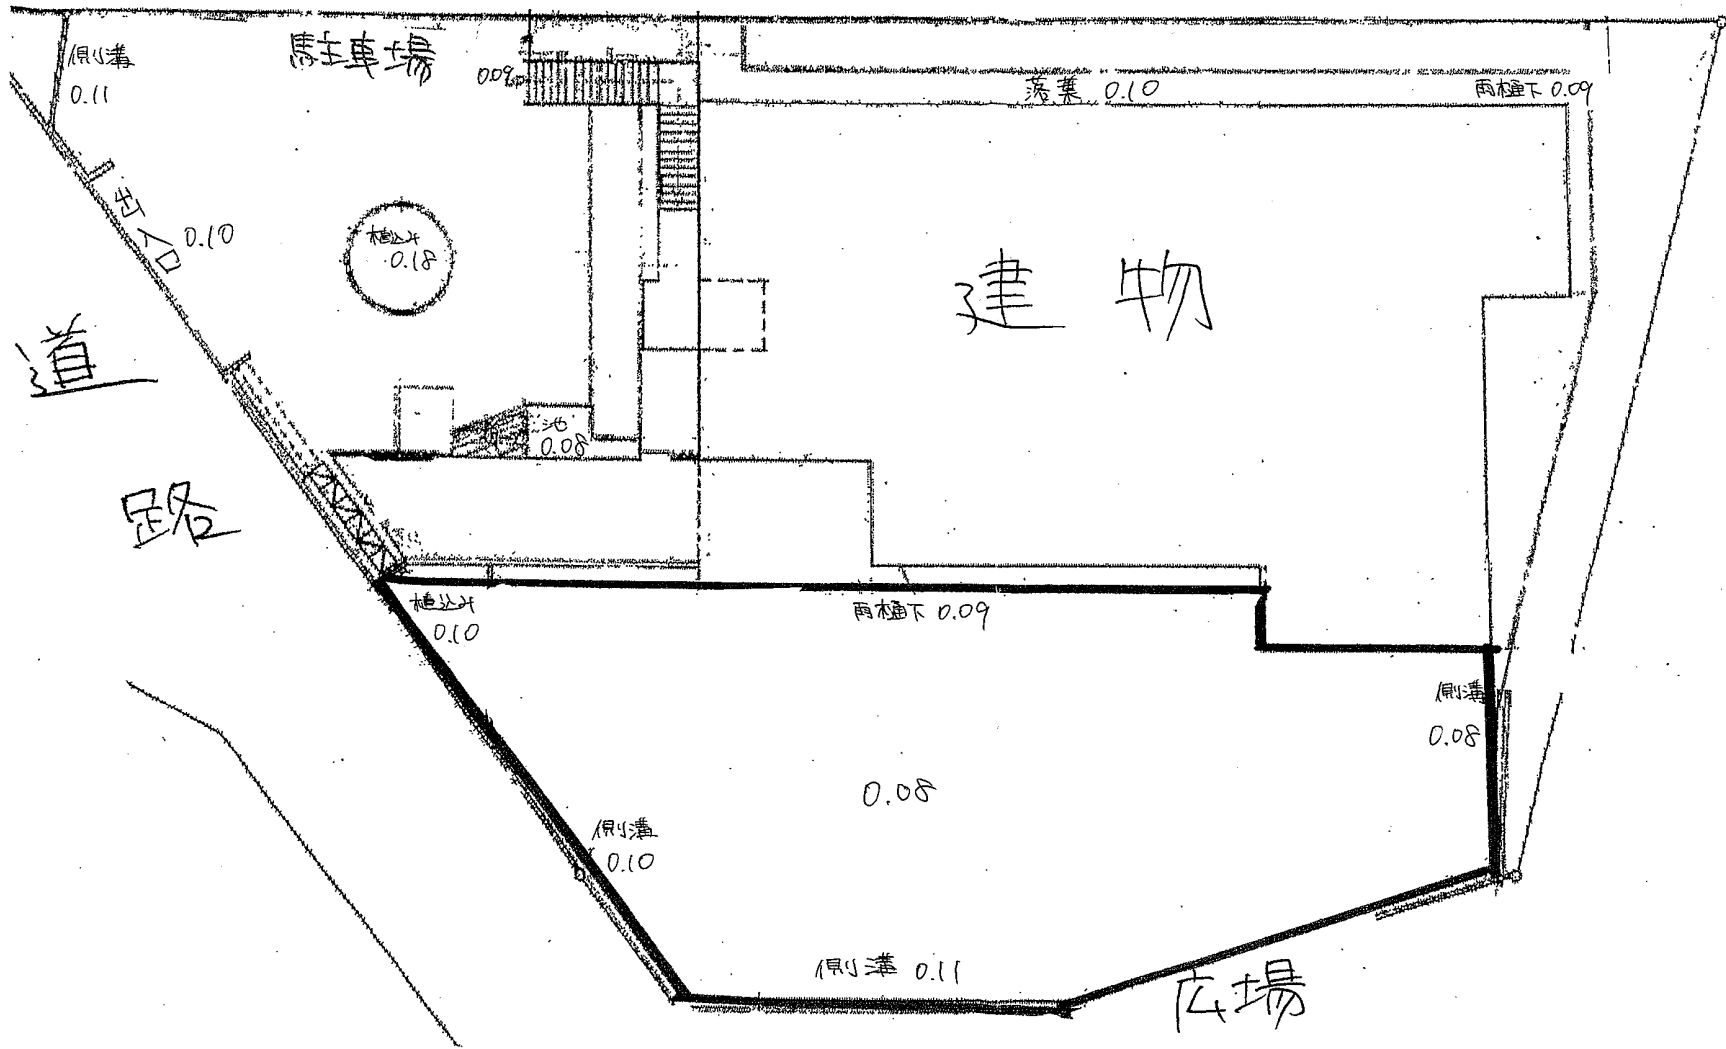 側溝
0.11
駐車場
0.09
落葉 0.10
雨樋下 0.09
出入口 0.10
植込み
0.18
建物
道路
池
0.08
植込み
0.10
雨樋下 0.09
側溝
0.08
0.08
側溝
0.10
側溝 0.11
広場